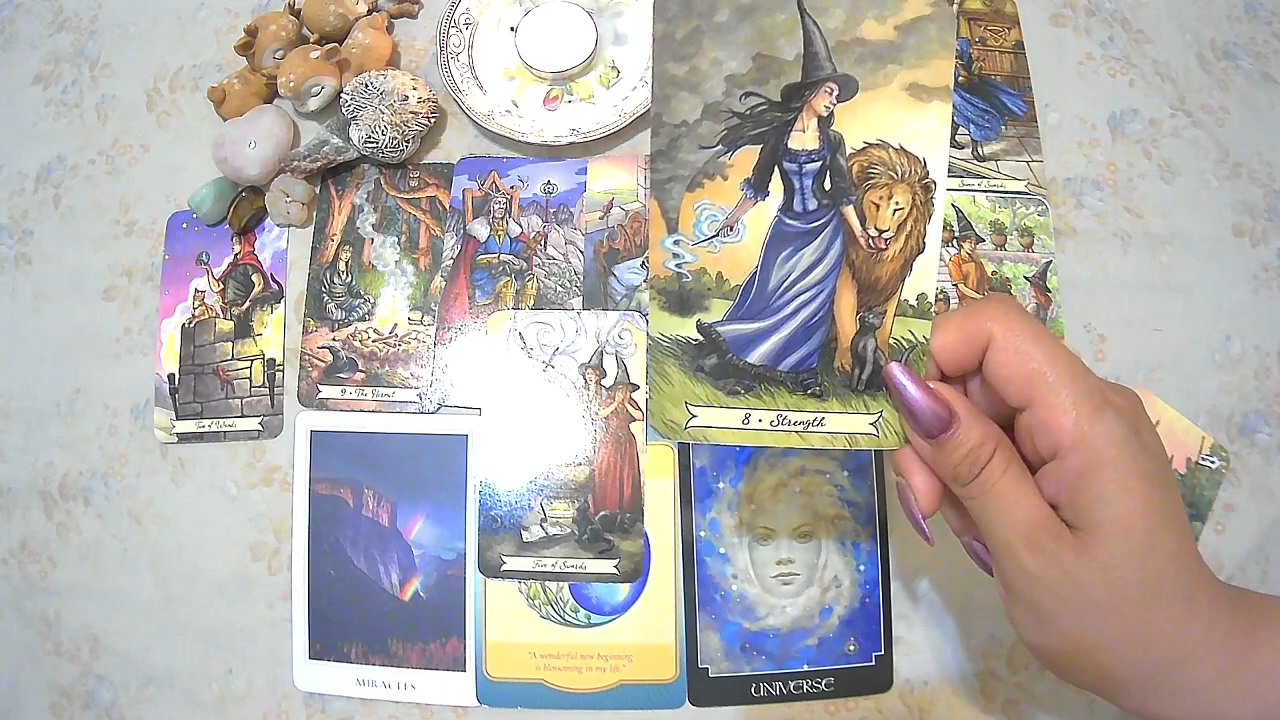 Seven of Swords
9 • The Hermit
8 • Strength
Two of Wands
Five of Swords
"A wonderful new beginning
is blossoming in my life."
MIRACLES
UNIVERSE